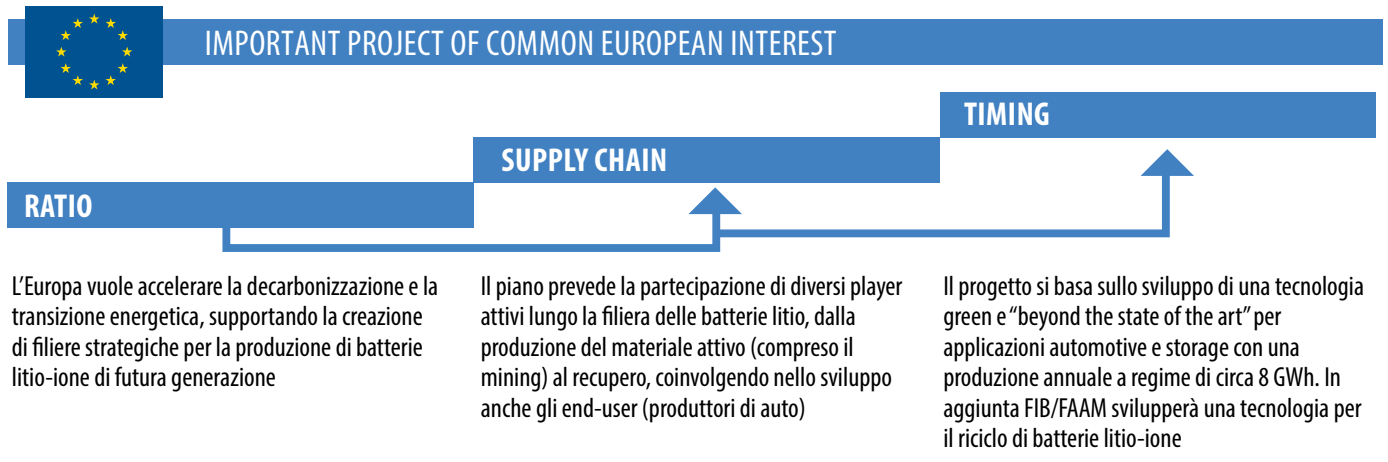 IMPORTANT PROJECT OF COMMON EUROPEAN INTEREST
RATIO
L’Europa vuole accelerare la decarbonizzazione e la
transizione energetica, supportando la creazione
di filiere strategiche per la produzione di batterie
litio-ione di futura generazione
SUPPLY CHAIN
Il piano prevede la partecipazione di diversi player
attivi lungo la filiera delle batterie litio, dalla
produzione del materiale attivo (compreso il
mining) al recupero, coinvolgendo nello sviluppo
anche gli end-user (produttori di auto)
TIMING
Il progetto si basa sullo sviluppo di una tecnologia
green e “beyond the state of the art” per
applicazioni automotive e storage con una
produzione annuale a regime di circa 8 GWh. In
aggiunta FIB/FAAM svilupperà una tecnologia per
il riciclo di batterie litio-ione